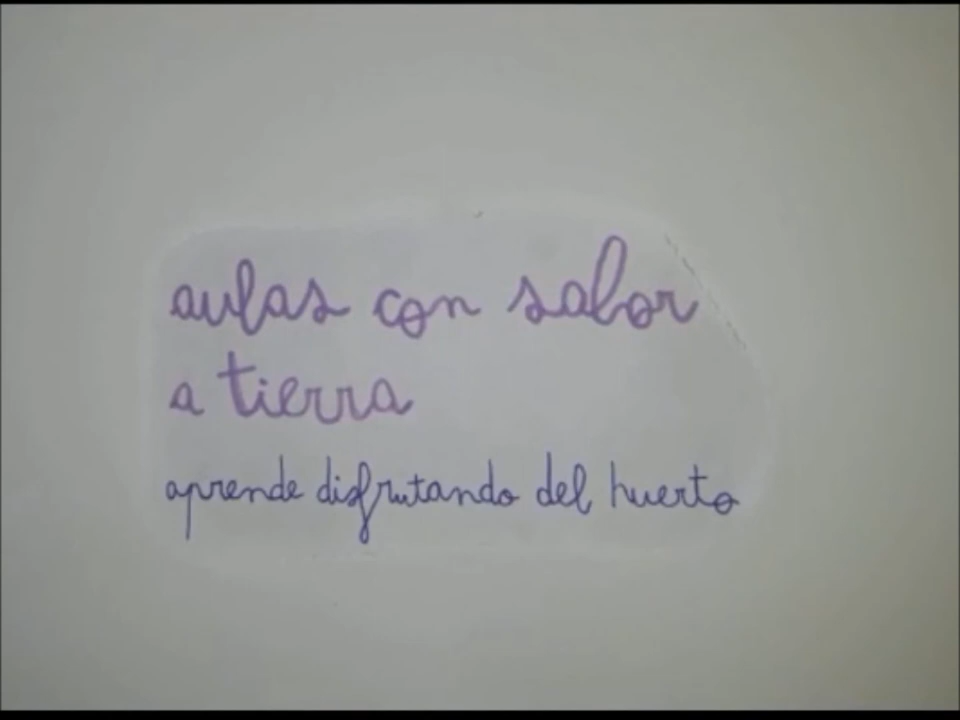 aulas con sabor
a tierra
aprende disfrutando del huerto